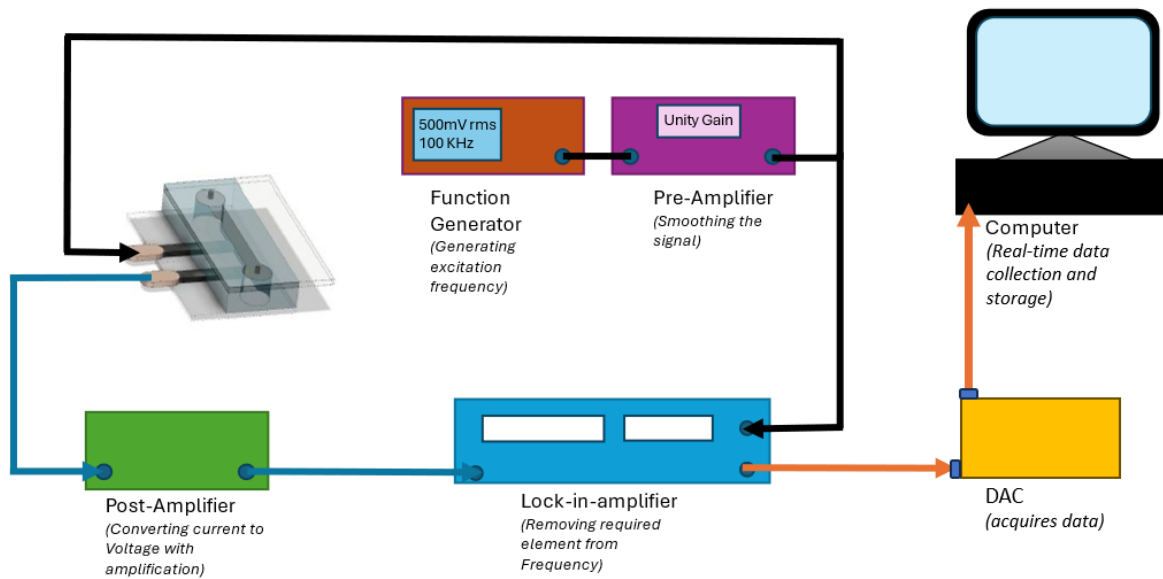 500mV rms
100 KHz
Unity Gain
Function
Generator
(Generating
excitation
frequency)
Pre-Amplifier
(Smoothing the
signal)
Computer
(Real-time data
collection and
storage)
Post-Amplifier
(Converting current to
Voltage with
amplification)
Lock-in-amplifier
(Removing required
element from
Frequency)
DAC
(acquires data)